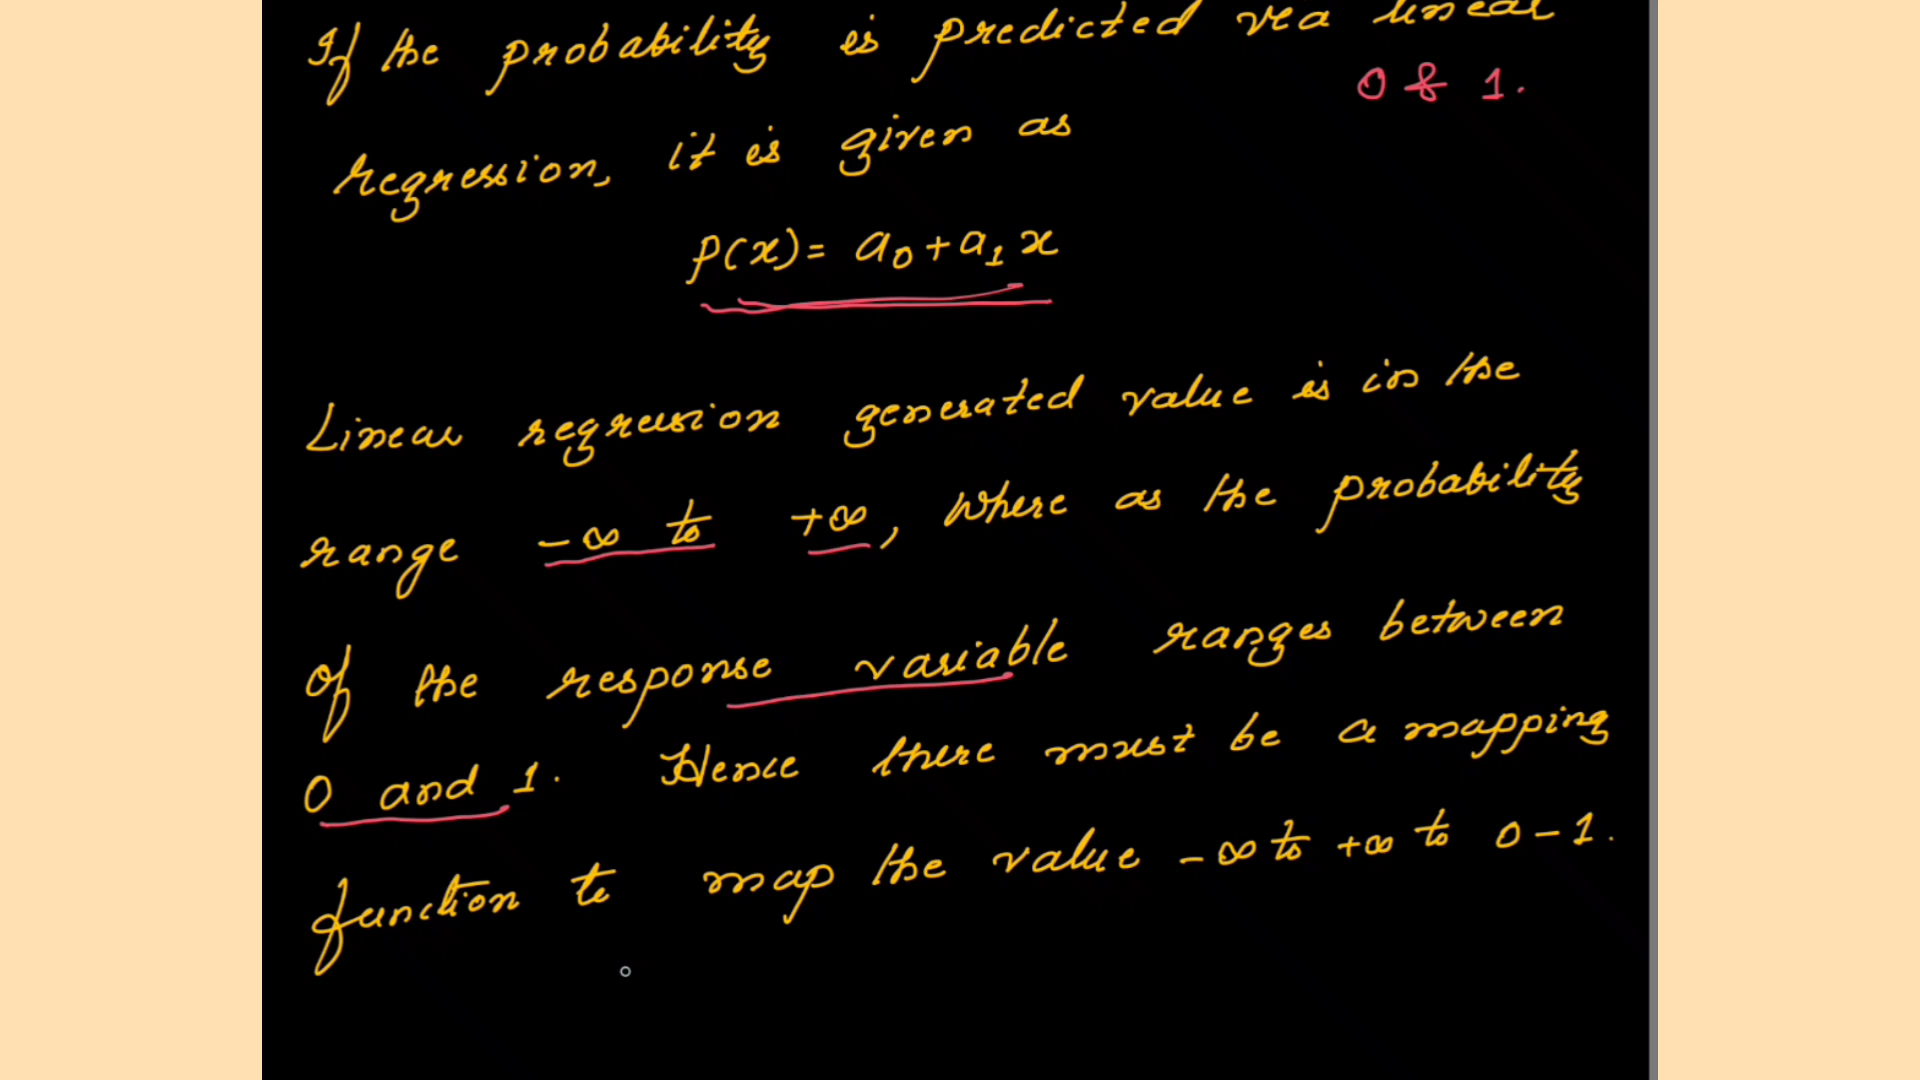 If the probability is predicted via linear
0 & 1.
regression, it is given as
p(x) = a₀ + a₁ x
Linear regression generated value is in the
range -∞ to +∞, where as the probability
of the response variable ranges between
0 and 1. Hence there must be a mapping
function to map the value -∞ to +∞ to 0-1.